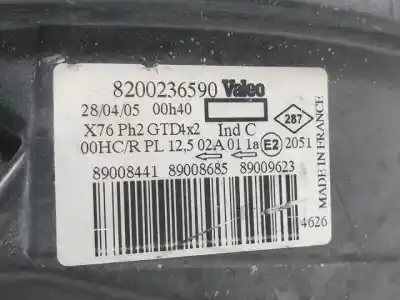 8200236590 Valeo
28/04/05 00h40
287
X76 Ph2 GTD4x2 Ind C
00HC/R PL 12,5 02A 01 1a E2 2051
89008441 89008685 89009623
4626
MADE IN FRANCE